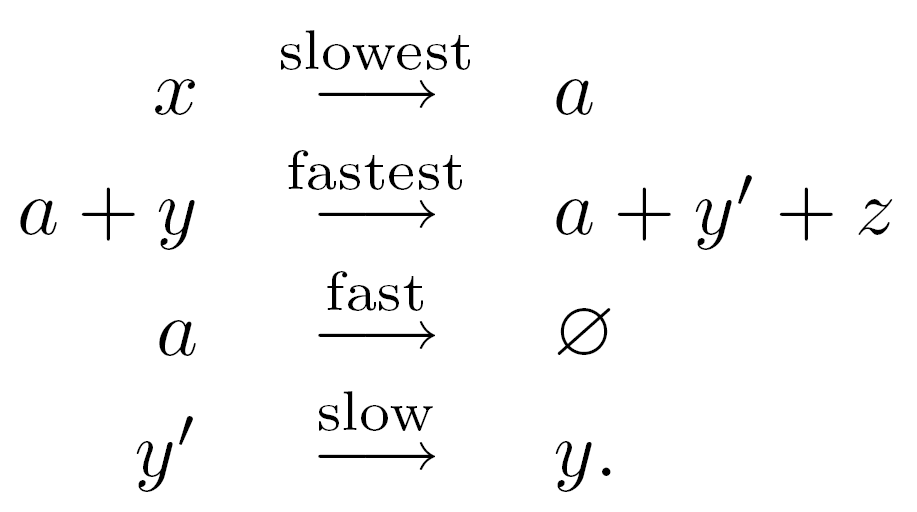 x slowest⟶ a
a + y fastest⟶ a + y′ + z
a fast⟶ ∅
y′ slow⟶ y.